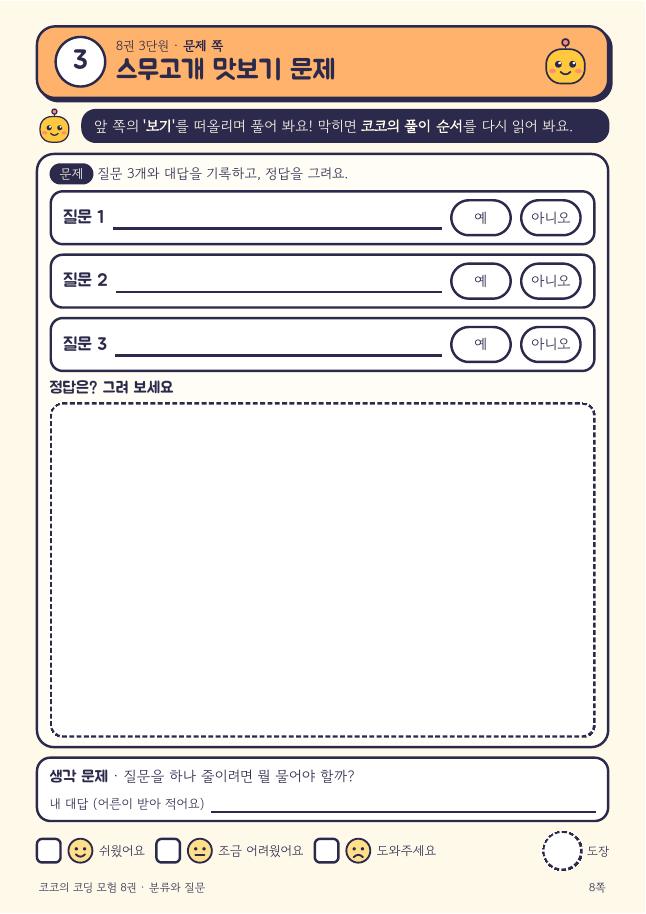 3
8권 3단원 · 문제 쪽
스무고개 맛보기 문제
앞 쪽의 '보기'를 떠올리며 풀어 봐요! 막히면 코코의 풀이 순서를 다시 읽어 봐요.
문제 질문 3개와 대답을 기록하고, 정답을 그려요.
질문 1 예 아니오
질문 2 예 아니오
질문 3 예 아니오
정답은? 그려 보세요
생각 문제 · 질문을 하나 줄이려면 뭘 물어야 할까?
내 대답 (어른이 받아 적어요)
쉬웠어요 조금 어려웠어요 도와주세요 도장
코코의 코딩 모험 8권 · 분류와 질문 8쪽